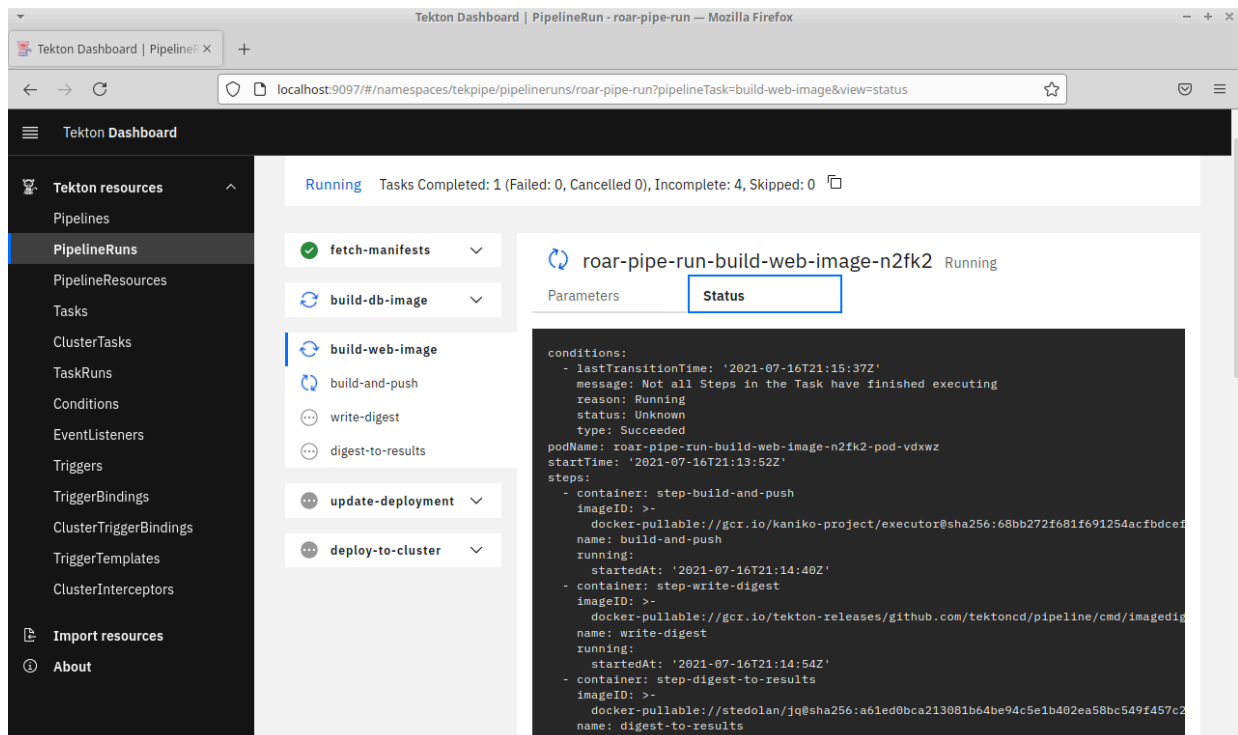 Tekton Dashboard | PipelineRun - roar-pipe-run — Mozilla Firefox
Tekton Dashboard | PipelineR
localhost:9097/#/namespaces/tekpipe/pipelineruns/roar-pipe-run?pipelineTask=build-web-image&view=status
Tekton Dashboard
Tekton resources
Pipelines
PipelineRuns
PipelineResources
Tasks
ClusterTasks
TaskRuns
Conditions
EventListeners
Triggers
TriggerBindings
ClusterTriggerBindings
TriggerTemplates
ClusterInterceptors
Import resources
About
Running Tasks Completed: 1 (Failed: 0, Cancelled 0), Incomplete: 4, Skipped: 0
fetch-manifests
build-db-image
build-web-image
build-and-push
write-digest
digest-to-results
update-deployment
deploy-to-cluster
roar-pipe-run-build-web-image-n2fk2 Running
Parameters Status
conditions:
- lastTransitionTime: '2021-07-16T21:15:37Z'
message: Not all Steps in the Task have finished executing
reason: Running
status: Unknown
type: Succeeded
podName: roar-pipe-run-build-web-image-n2fk2-pod-vdxwz
startTime: '2021-07-16T21:13:52Z'
steps:
- container: step-build-and-push
imageID: >-
docker-pullable://gcr.io/kaniko-project/executor@sha256:68bb272f681f691254acfbdcef
name: build-and-push
running:
startedAt: '2021-07-16T21:14:40Z'
- container: step-write-digest
imageID: >-
docker-pullable://gcr.io/tekton-releases/github.com/tektoncd/pipeline/cmd/imagedig
name: write-digest
running:
startedAt: '2021-07-16T21:14:54Z'
- container: step-digest-to-results
imageID: >-
docker-pullable://stedolan/jq@sha256:a61ed0bca213081b64be94c5e1b402ea58bc549f457c2
name: digest-to-results